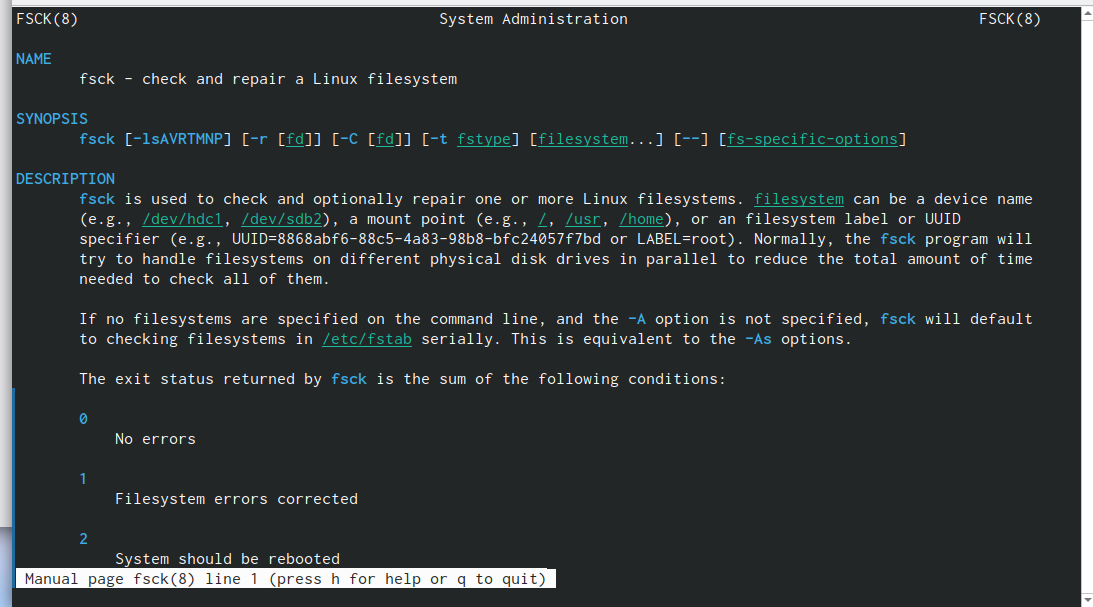 FSCK(8) System Administration FSCK(8)
NAME
fsck - check and repair a Linux filesystem
SYNOPSIS
fsck [-lsAVRTMNP] [-r [fd]] [-C [fd]] [-t fstype] [filesystem...] [--] [fs-specific-options]
DESCRIPTION
fsck is used to check and optionally repair one or more Linux filesystems. filesystem can be a device name
(e.g., /dev/hdc1, /dev/sdb2), a mount point (e.g., /, /usr, /home), or an filesystem label or UUID
specifier (e.g., UUID=8868abf6-88c5-4a83-98b8-bfc24057f7bd or LABEL=root). Normally, the fsck program will
try to handle filesystems on different physical disk drives in parallel to reduce the total amount of time
needed to check all of them.
If no filesystems are specified on the command line, and the -A option is not specified, fsck will default
to checking filesystems in /etc/fstab serially. This is equivalent to the -As options.
The exit status returned by fsck is the sum of the following conditions:
0
No errors
1
Filesystem errors corrected
2
System should be rebooted
Manual page fsck(8) line 1 (press h for help or q to quit)